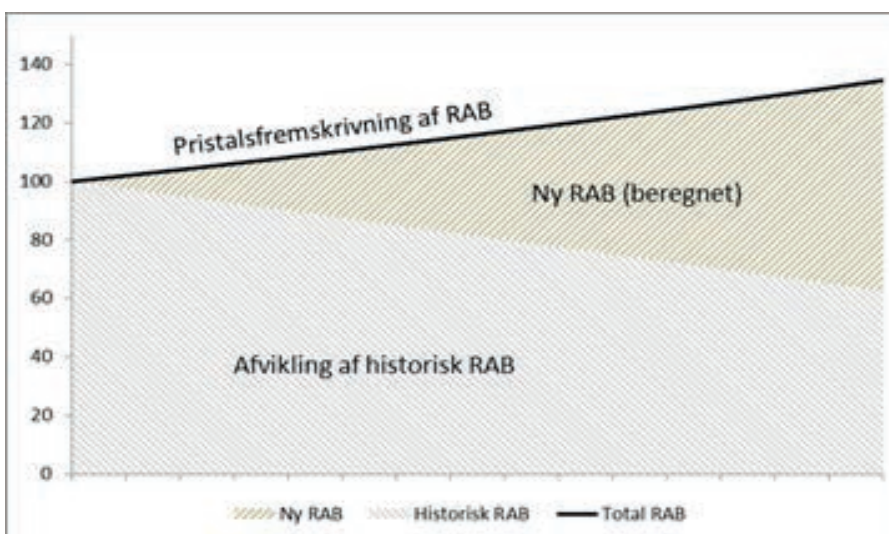 140
120
100
80
60
40
20
0
Pristalsfremskrivning af RAB
Ny RAB (beregnet)
Afvikling af historisk RAB
Ny RAB Historisk RAB Total RAB